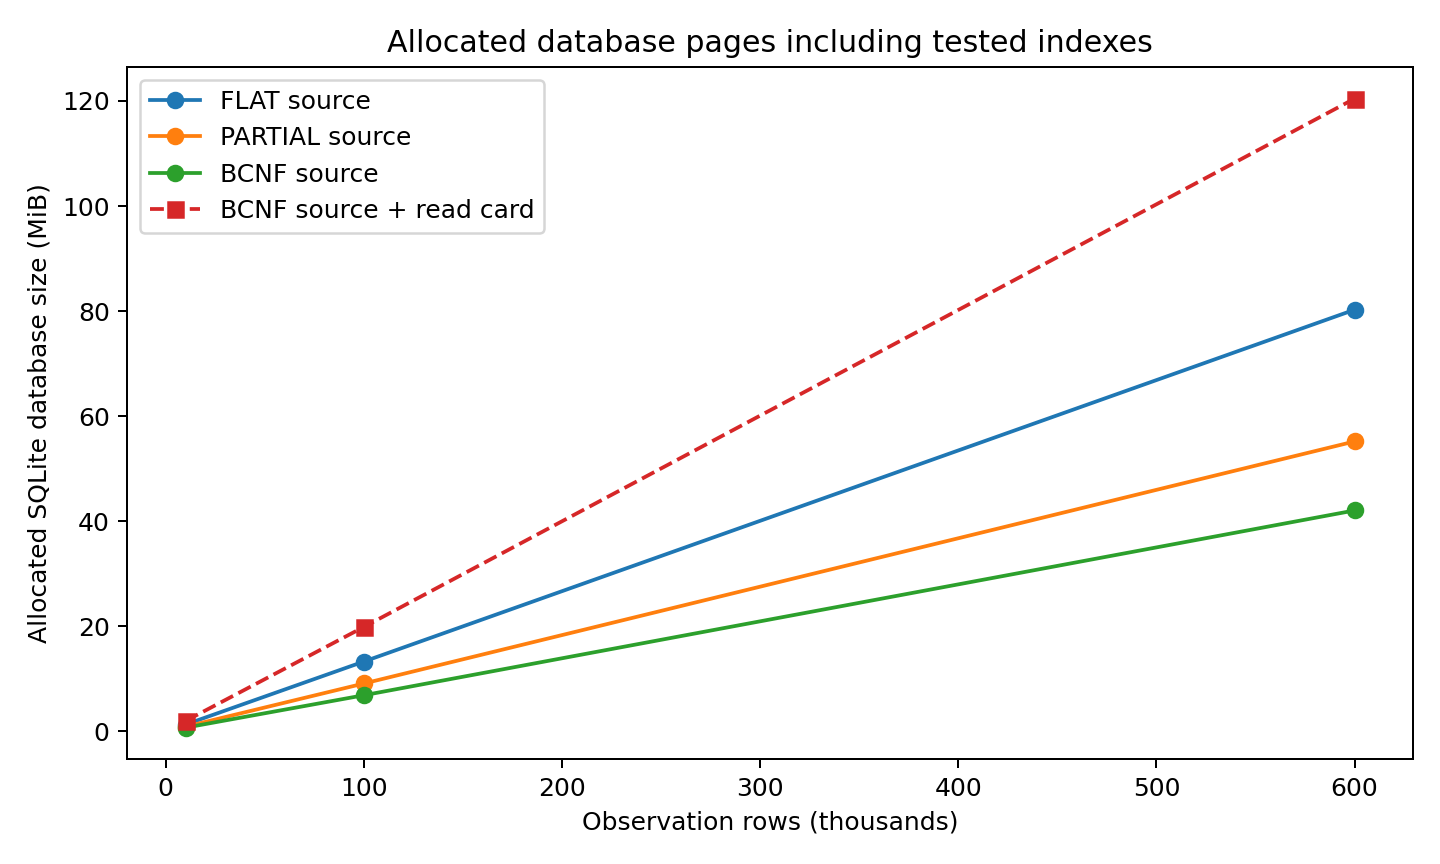 Allocated database pages including tested indexes
FLAT source
PARTIAL source
BCNF source
BCNF source + read card
Allocated SQLite database size (MiB)
120
100
80
60
40
20
0
0 100 200 300 400 500 600
Observation rows (thousands)